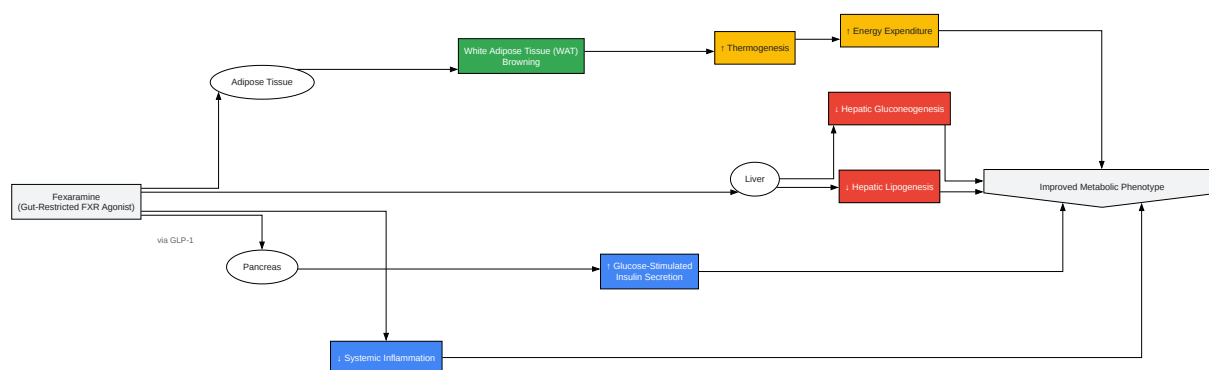 ↑ Energy Expenditure
White Adipose Tissue (WAT)
Browning
↑ Thermogenesis
Adipose Tissue
↓ Hepatic Gluconeogenesis
Liver
↓ Hepatic Lipogenesis
Improved Metabolic Phenotype
Fexaramine
(Gut-Restricted FXR Agonist)
via GLP-1
Pancreas
↑ Glucose-Stimulated
Insulin Secretion
↓ Systemic Inflammation